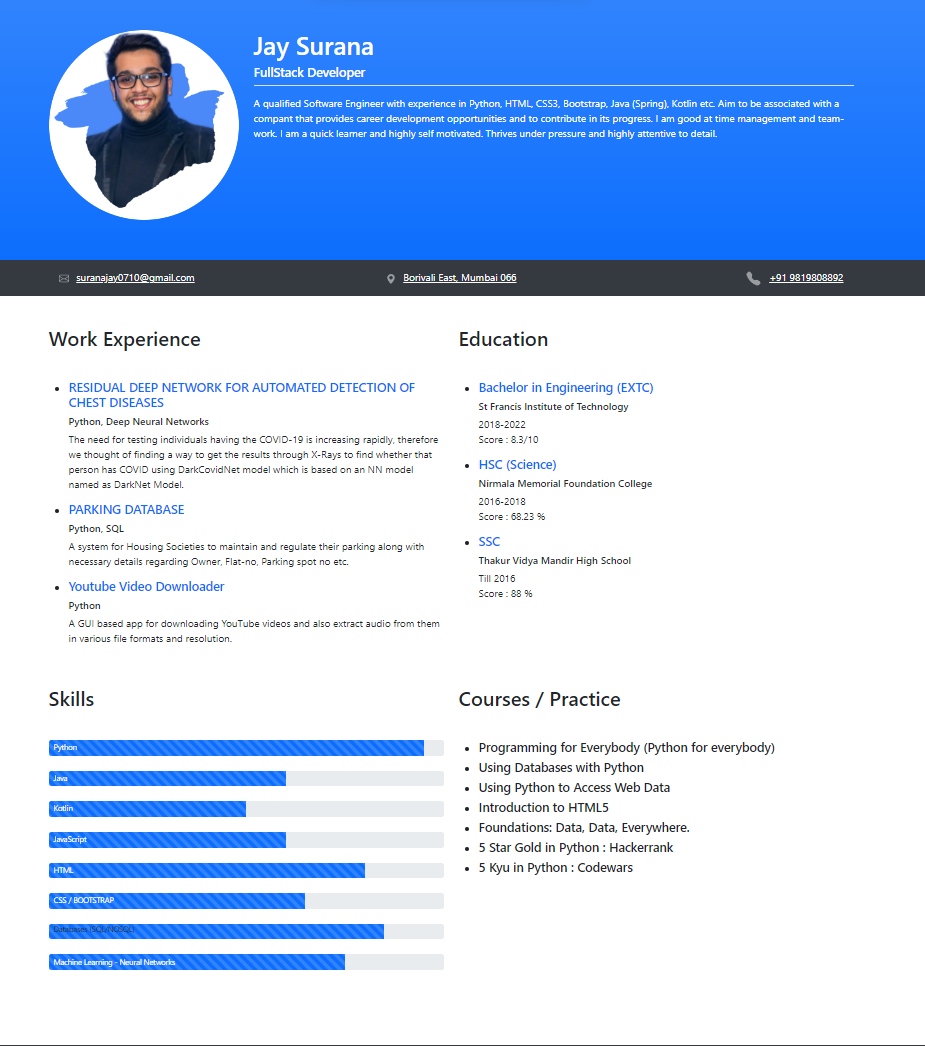 Jay Surana
FullStack Developer
A qualified Software Engineer with experience in Python, HTML, CSS3, Bootstrap, Java (Spring), Kotlin etc. Aim to be associated with a
compant that provides career development opportunities and to contribute in its progress. I am good at time management and team-
work. I am a quick learner and highly self motivated. Thrives under pressure and highly attentive to detail.
suranajay0710@gmail.com
Borivali East, Mumbai 066
+91 9819808892
Work Experience
RESIDUAL DEEP NETWORK FOR AUTOMATED DETECTION OF
CHEST DISEASES
Python, Deep Neural Networks
The need for testing individuals having the COVID-19 is increasing rapidly, therefore
we thought of finding a way to get the results through X-Rays to find whether that
person has COVID using DarkCovidNet model which is based on an NN model
named as DarkNet Model.
PARKING DATABASE
Python, SQL
A system for Housing Societies to maintain and regulate their parking along with
necessary details regarding Owner, Flat-no, Parking spot no etc.
Youtube Video Downloader
Python
A GUI based app for downloading YouTube videos and also extract audio from them
in various file formats and resolution.
Education
Bachelor in Engineering (EXTC)
St Francis Institute of Technology
2018-2022
Score : 8.3/10
HSC (Science)
Nirmala Memorial Foundation College
2016-2018
Score : 68.23 %
SSC
Thakur Vidya Mandir High School
Till 2016
Score : 88 %
Skills
Python
Java
Kotlin
JavaScript
HTML
CSS / BOOTSTRAP
Databases (SQL/NOSQL)
Machine Learning - Neural Networks
Courses / Practice
Programming for Everybody (Python for everybody)
Using Databases with Python
Using Python to Access Web Data
Introduction to HTML5
Foundations: Data, Data, Everywhere.
5 Star Gold in Python : Hackerrank
5 Kyu in Python : Codewars